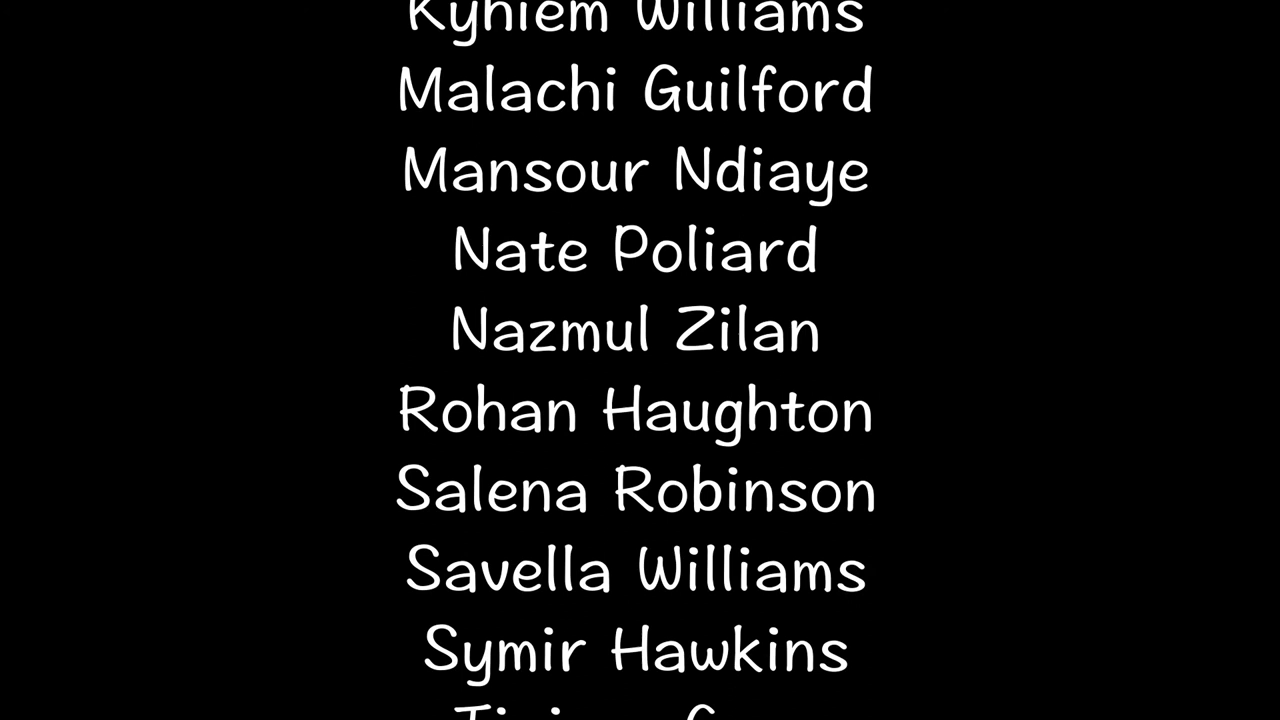 Kyhiem Williams
Malachi Guilford
Mansour Ndiaye
Nate Poliard
Nazmul Zilan
Rohan Haughton
Salena Robinson
Savella Williams
Symir Hawkins